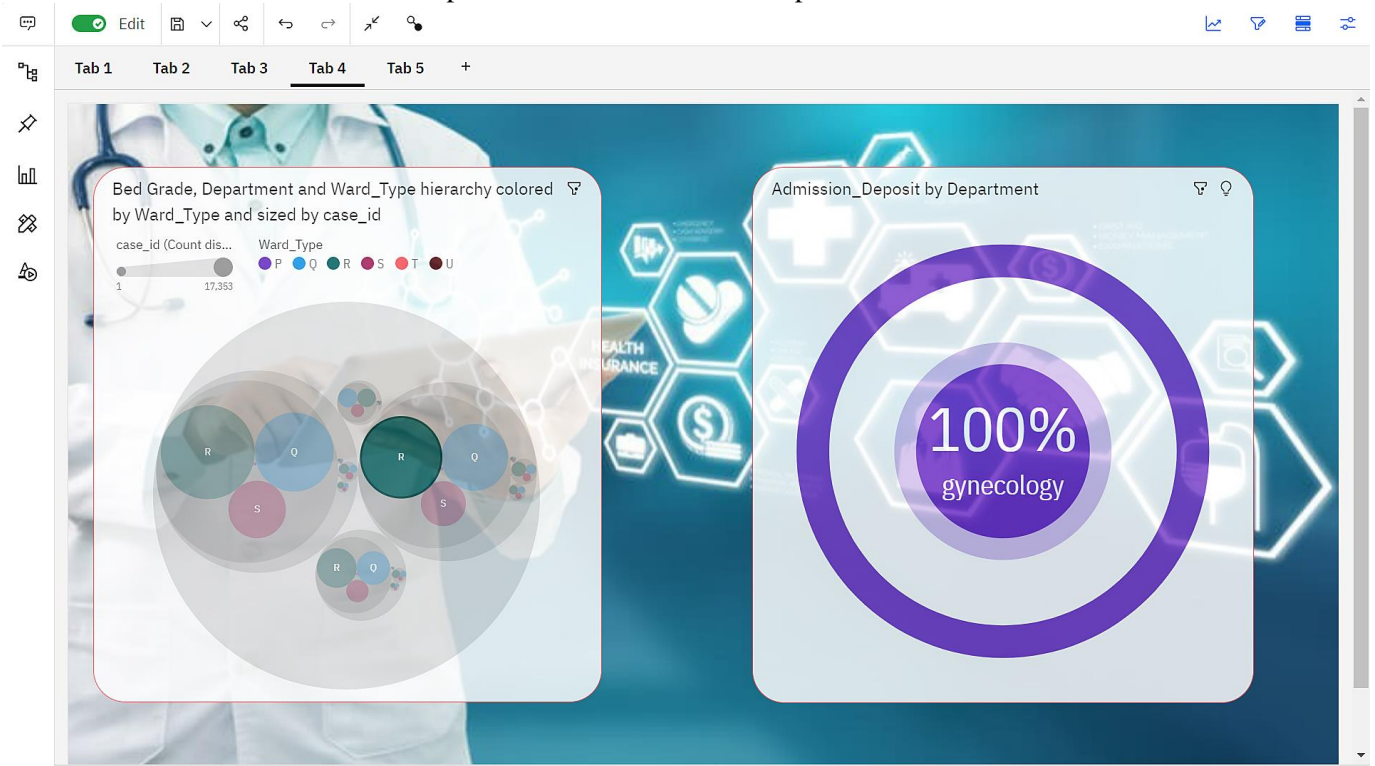 Edit
Tab 1
Tab 2
Tab 3
Tab 4
Tab 5
+
Bed Grade, Department and Ward_Type hierarchy colored
by Ward_Type and sized by case_id
case_id (Count dis...
1
17,353
Ward_Type
P Q R S T U
R
Q
S
R
Q
S
R
Q
HEALTH
INSURANCE
$
Admission_Deposit by Department
$
100%
gynecology